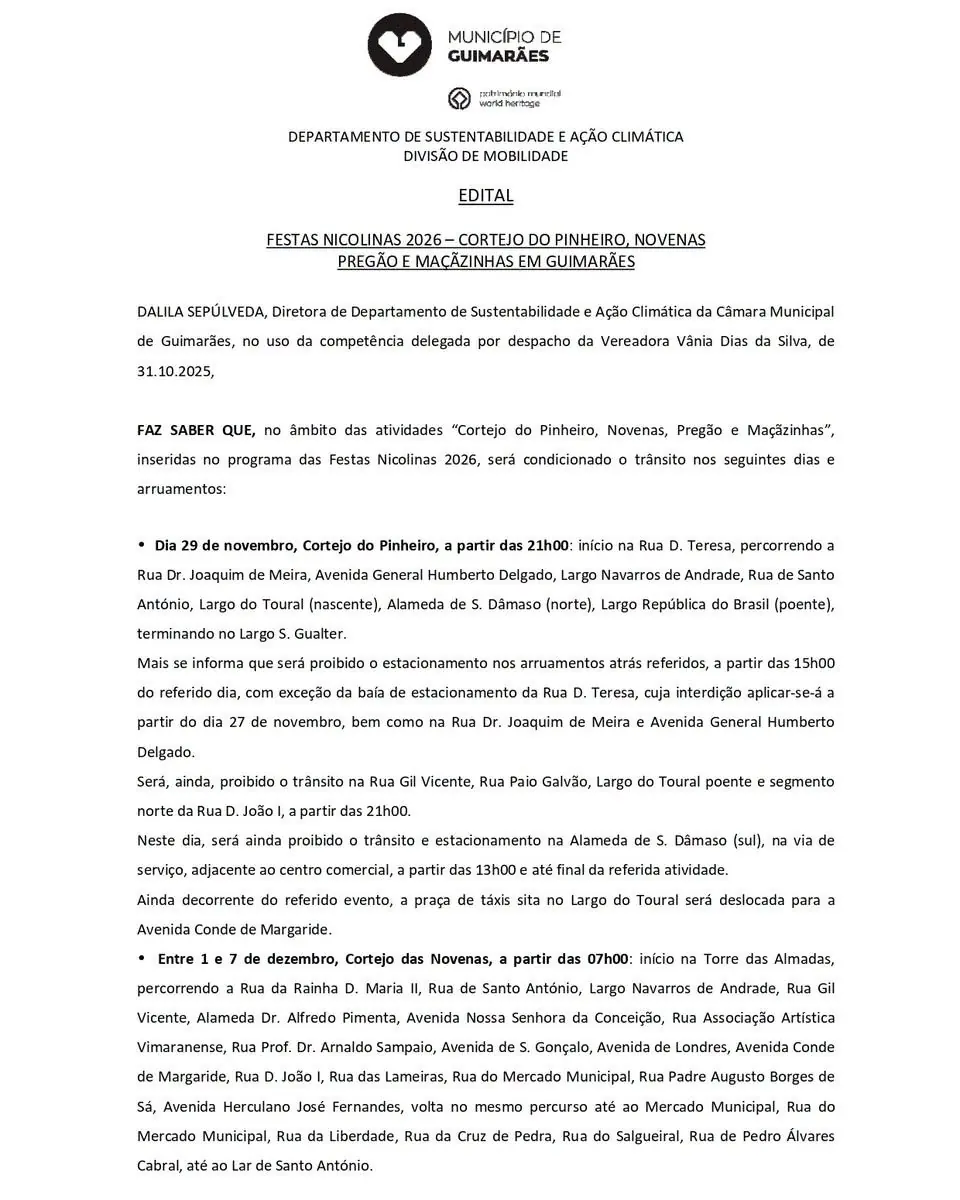 MUNICÍPIO DE
GUIMARÃES
património mundial
world heritage
DEPARTAMENTO DE SUSTENTABILIDADE E AÇÃO CLIMÁTICA
DIVISÃO DE MOBILIDADE
EDITAL
FESTAS NICOLINAS 2026 – CORTEJO DO PINHEIRO, NOVENAS
PREGÃO E MAÇÃZINHAS EM GUIMARÃES
DALILA SEPÚLVEDA, Diretora de Departamento de Sustentabilidade e Ação Climática da Câmara Municipal
de Guimarães, no uso da competência delegada por despacho da Vereadora Vânia Dias da Silva, de
31.10.2025,
FAZ SABER QUE, no âmbito das atividades “Cortejo do Pinheiro, Novenas, Pregão e Maçãzinhas”,
inseridas no programa das Festas Nicolinas 2026, será condicionado o trânsito nos seguintes dias e
arruamentos:
• Dia 29 de novembro, Cortejo do Pinheiro, a partir das 21h00: início na Rua D. Teresa, percorrendo a
Rua Dr. Joaquim de Meira, Avenida General Humberto Delgado, Largo Navarros de Andrade, Rua de Santo
António, Largo do Toural (nascente), Alameda de S. Dâmaso (norte), Largo República do Brasil (poente),
terminando no Largo S. Gualter.
Mais se informa que será proibido o estacionamento nos arruamentos atrás referidos, a partir das 15h00
do referido dia, com exceção da baía de estacionamento da Rua D. Teresa, cuja interdição aplicar-se-á a
partir do dia 27 de novembro, bem como na Rua Dr. Joaquim de Meira e Avenida General Humberto
Delgado.
Será, ainda, proibido o trânsito na Rua Gil Vicente, Rua Paio Galvão, Largo do Toural poente e segmento
norte da Rua D. João I, a partir das 21h00.
Neste dia, será ainda proibido o trânsito e estacionamento na Alameda de S. Dâmaso (sul), na via de
serviço, adjacente ao centro comercial, a partir das 13h00 e até final da referida atividade.
Ainda decorrente do referido evento, a praça de táxis sita no Largo do Toural será deslocada para a
Avenida Conde de Margaride.
• Entre 1 e 7 de dezembro, Cortejo das Novenas, a partir das 07h00: início na Torre das Almadas,
percorrendo a Rua da Rainha D. Maria II, Rua de Santo António, Largo Navarros de Andrade, Rua Gil
Vicente, Alameda Dr. Alfredo Pimenta, Avenida Nossa Senhora da Conceição, Rua Associação Artística
Vimaranense, Rua Prof. Dr. Arnaldo Sampaio, Avenida de S. Gonçalo, Avenida de Londres, Avenida Conde
de Margaride, Rua D. João I, Rua das Lameiras, Rua do Mercado Municipal, Rua Padre Augusto Borges de
Sá, Avenida Herculano José Fernandes, volta no mesmo percurso até ao Mercado Municipal, Rua do
Mercado Municipal, Rua da Liberdade, Rua da Cruz de Pedra, Rua do Salgueiral, Rua de Pedro Álvares
Cabral, até ao Lar de Santo António.